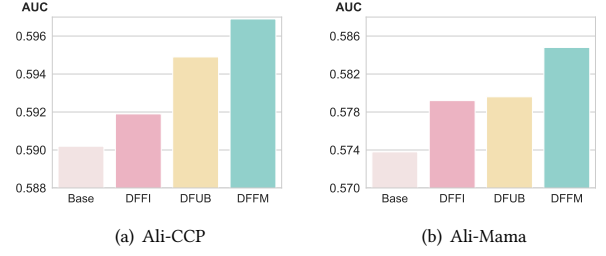 AUC
0.596
0.594
0.592
0.590
0.588
Base DFFI DFUB DFFM
(a) Ali-CCP
AUC
0.586
0.582
0.578
0.574
0.570
Base DFFI DFUB DFFM
(b) Ali-Mama